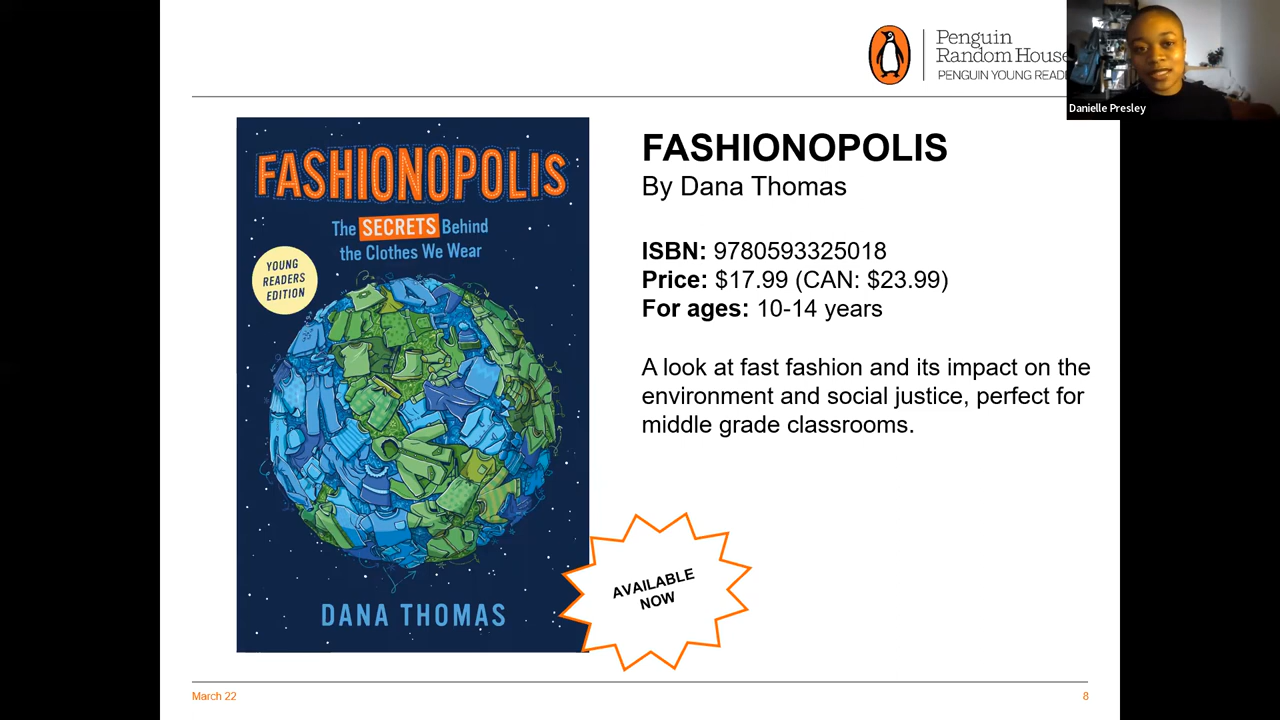 Penguin
Random House
PENGUIN YOUNG READE
Danielle Presley
FASHIONOPOLIS
The SECRETS Behind
the Clothes We Wear
YOUNG
READERS
EDITION
DANA THOMAS
FASHIONOPOLIS
By Dana Thomas
ISBN: 9780593325018
Price: $17.99 (CAN: $23.99)
For ages: 10-14 years
A look at fast fashion and its impact on the
environment and social justice, perfect for
middle grade classrooms.
AVAILABLE
NOW
March 22
8